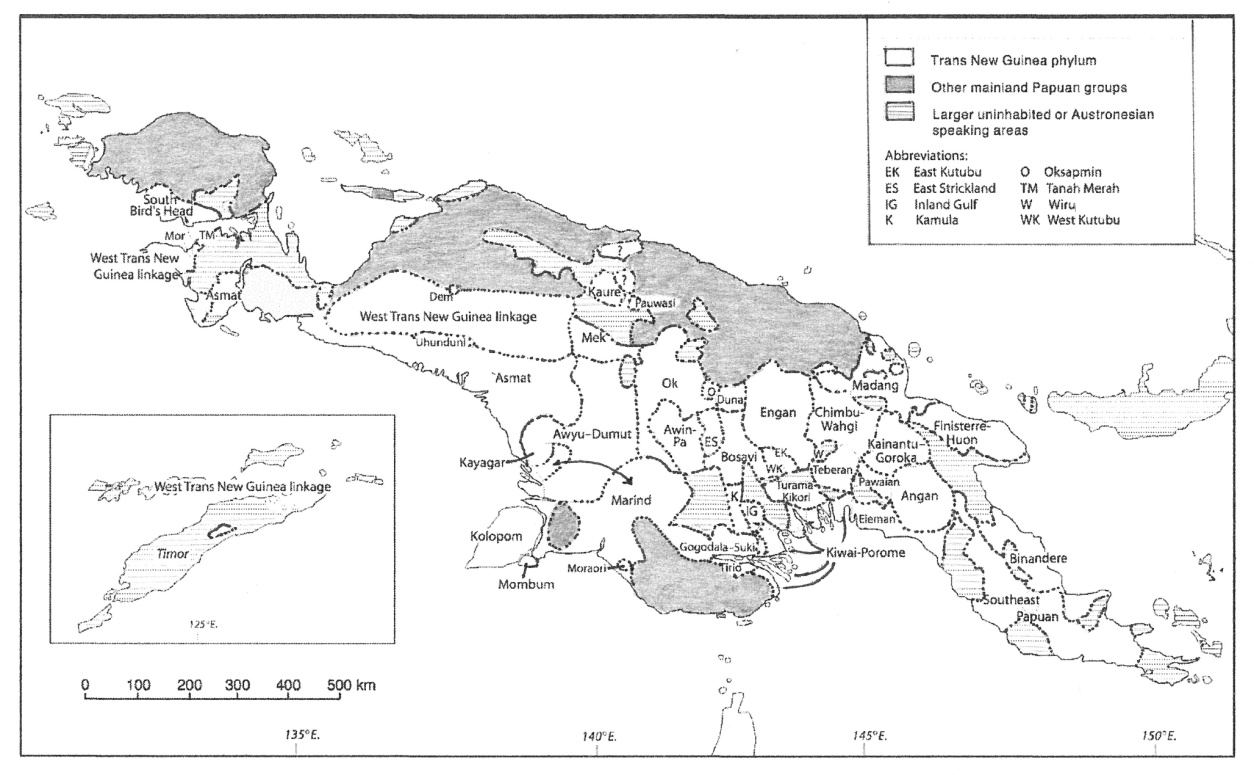 Trans New Guinea phylum
Other mainland Papuan groups
Larger uninhabited or Austronesian
speaking areas
Abbreviations:
EK East Kutubu
O Oksapmin
ES East Strickland
TM Tanah Merah
IG Inland Gulf
W Wiru
K Kamula
WK West Kutubu
South
Bird's Head
Mor
TM
West Trans New
Guinea linkage
Asmat
Dem
West Trans New Guinea linkage
Uhunduni
Asmat
?
Kaure
?
Pauwasi
Mek
Ok
O
Duna
Awin-
Pa
ES
Bosavi
Engan
EK
WK
Chimbu-
Wahgi
W
Teberan
Turama
Kikori
Madang
Kainantu-
Goroka
Finisterre-
Huon
Pawaian
Angan
Eleman
K
IG
Awyu-Dumut
Kayagar
Marind
Kolopom
Mombum
Moraori
Gogodala-Suki
Tirio
Kiwai-Porome
Binandere
Southeast
Papuan
West Trans New Guinea linkage
Timor
125°E.
0 100 200 300 400 500 km
135°E.
140°E.
145°E.
150°E.